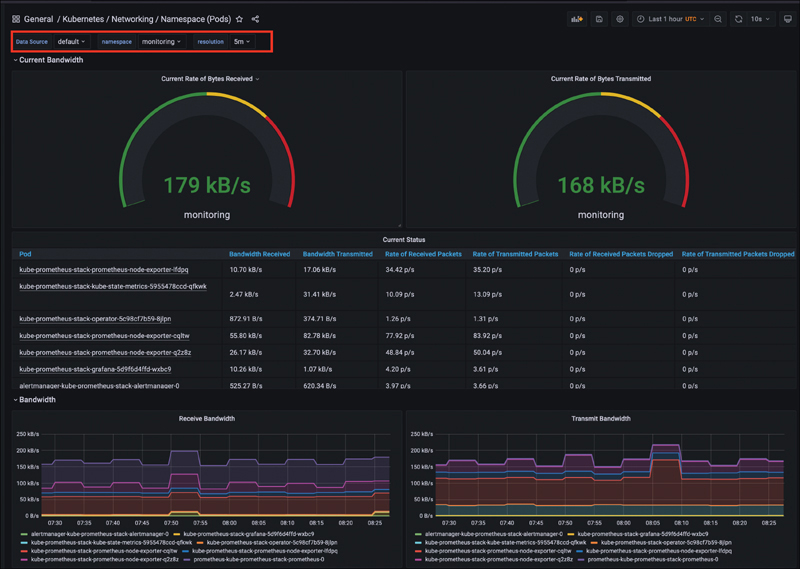 General / Kubernetes / Networking / Namespace (Pods)
Last 1 hour UTC
10s
Data Source default namespace monitoring resolution 5m
Current Bandwidth
Current Rate of Bytes Received
Current Rate of Bytes Transmitted
179 kB/s
168 kB/s
monitoring
monitoring
Current Status
Pod Bandwidth Received Bandwidth Transmitted Rate of Received Packets Rate of Transmitted Packets Rate of Received Packets Dropped Rate of Transmitted Packets Dropped
kube-prometheus-stack-prometheus-node-exporter-lfdpq 10.70 kB/s 17.06 kB/s 34.42 p/s 35.20 p/s 0 p/s 0 p/s
kube-prometheus-stack-kube-state-metrics-5955478ccd-qfkwk 2.47 kB/s 31.41 kB/s 10.09 p/s 13.09 p/s 0 p/s 0 p/s
kube-prometheus-stack-operator-5c98cf7b59-8jlpn 872.91 B/s 374.71 B/s 1.26 p/s 1.31 p/s 0 p/s 0 p/s
kube-prometheus-stack-prometheus-node-exporter-cqltw 55.80 kB/s 82.78 kB/s 77.92 p/s 83.92 p/s 0 p/s 0 p/s
kube-prometheus-stack-prometheus-node-exporter-q2z8z 26.17 kB/s 32.70 kB/s 48.84 p/s 50.04 p/s 0 p/s 0 p/s
kube-prometheus-stack-grafana-5d9f6d4ffd-wxbc9 10.26 kB/s 1.07 kB/s 4.20 p/s 3.61 p/s 0 p/s 0 p/s
alertmanager-kube-prometheus-stack-alertmanager-0 525.27 B/s 620.34 B/s 3.97 p/s 3.66 p/s 0 p/s 0 p/s
Bandwidth
Receive Bandwidth
250 kB/s
200 kB/s
150 kB/s
100 kB/s
50 kB/s
0 B/s
07:30 07:35 07:40 07:45 07:50 07:55 08:00 08:05 08:10 08:15 08:20 08:25
alertmanager-kube-prometheus-stack-alertmanager-0 kube-prometheus-stack-grafana-5d9f6d4ffd-wxbc9
kube-prometheus-stack-kube-state-metrics-5955478ccd-qfkwk kube-prometheus-stack-operator-5c98cf7b59-8jlpn
kube-prometheus-stack-prometheus-node-exporter-cqltw kube-prometheus-stack-prometheus-node-exporter-lfdpq
kube-prometheus-stack-prometheus-node-exporter-q2z8z prometheus-kube-prometheus-stack-prometheus-0
Transmit Bandwidth
250 kB/s
200 kB/s
150 kB/s
100 kB/s
50 kB/s
0 B/s
07:30 07:35 07:40 07:45 07:50 07:55 08:00 08:05 08:10 08:15 08:20 08:25
alertmanager-kube-prometheus-stack-alertmanager-0 kube-prometheus-stack-grafana-5d9f6d4ffd-wxbc9
kube-prometheus-stack-kube-state-metrics-5955478ccd-qfkwk kube-prometheus-stack-operator-5c98cf7b59-8jlpn
kube-prometheus-stack-prometheus-node-exporter-cqltw kube-prometheus-stack-prometheus-node-exporter-lfdpq
kube-prometheus-stack-prometheus-node-exporter-q2z8z prometheus-kube-prometheus-stack-prometheus-0